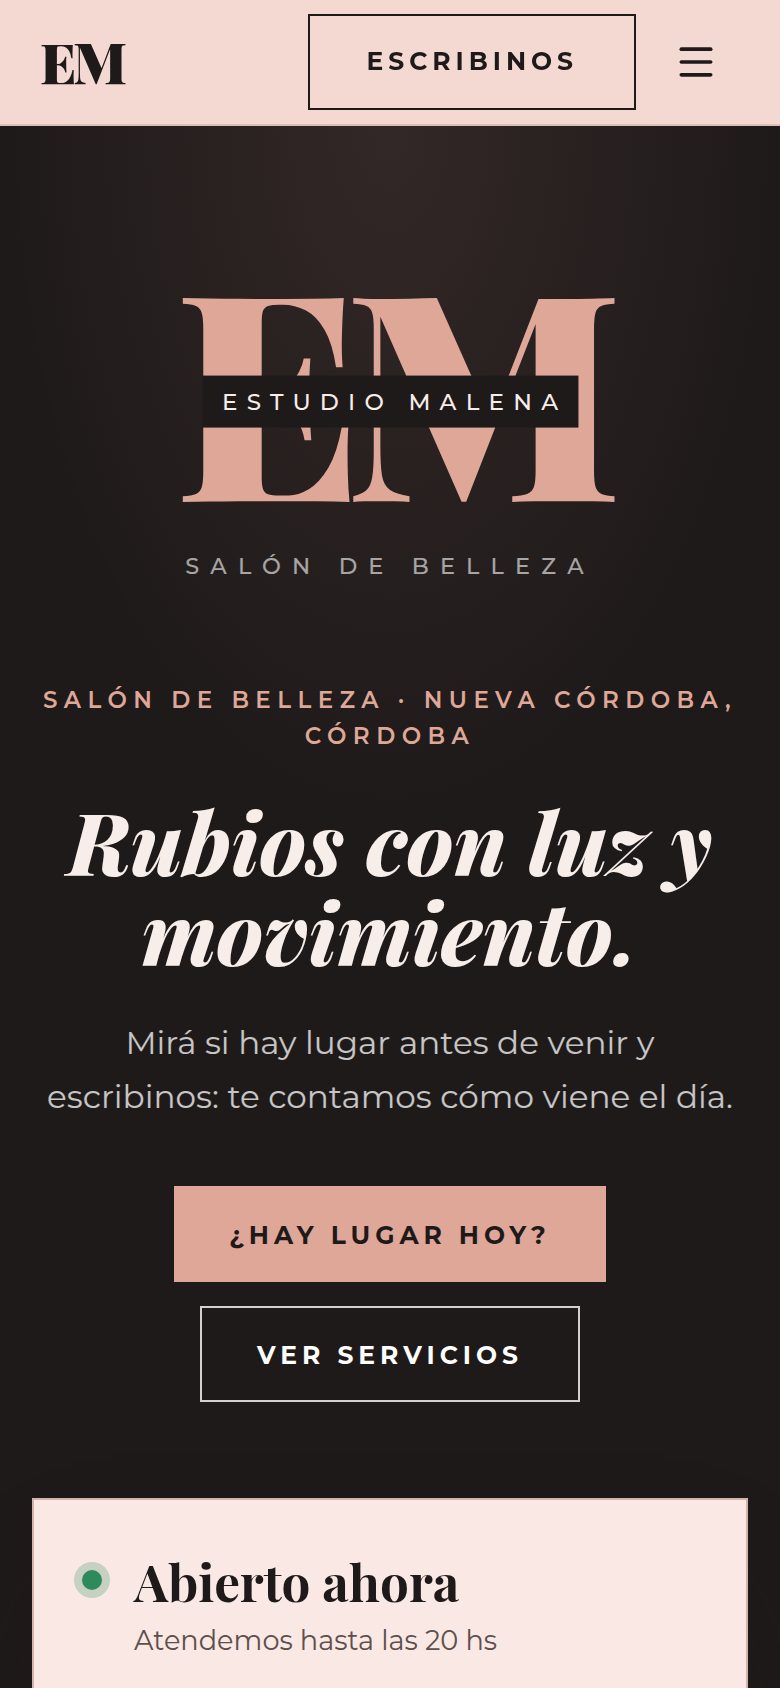 EM
ESCRIBINOS
EM
ESTUDIO MALENA
SALÓN DE BELLEZA
SALÓN DE BELLEZA · NUEVA CÓRDOBA,
CÓRDOBA
Rubios con luz y
movimiento.
Mirá si hay lugar antes de venir y
escribinos: te contamos cómo viene el día.
¿HAY LUGAR HOY?
VER SERVICIOS
Abierto ahora
Atendemos hasta las 20 hs